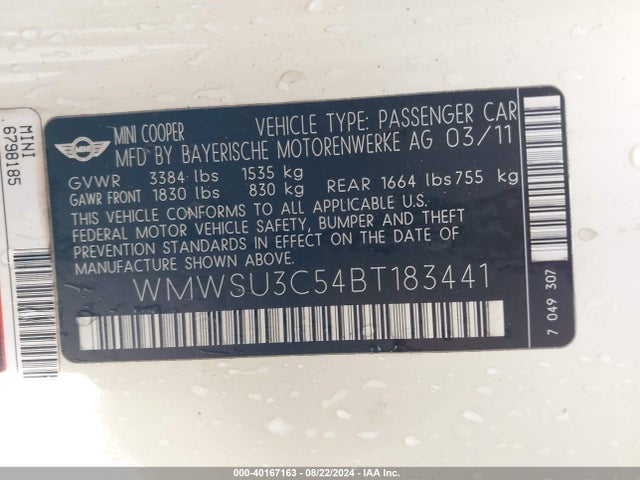 MINI COOPER VEHICLE TYPE: PASSENGER CAR
MFD BY BAYERISCHE MOTORENWERKE AG 03/11
GVWR 3384 lbs 1535 kg
GAWR FRONT 1830 lbs 830 kg REAR 1664 lbs 755 kg
THIS VEHICLE CONFORMS TO ALL APPLICABLE U.S.
FEDERAL MOTOR VEHICLE SAFETY, BUMPER AND THEFT
PREVENTION STANDARDS IN EFFECT ON THE DATE OF
MANUFACTURE SHOWN ABOVE.
WMWSU3C54BT183441
7 049 307
MINI
6798185
000-40167163 - 08/22/2024 - IAA Inc.